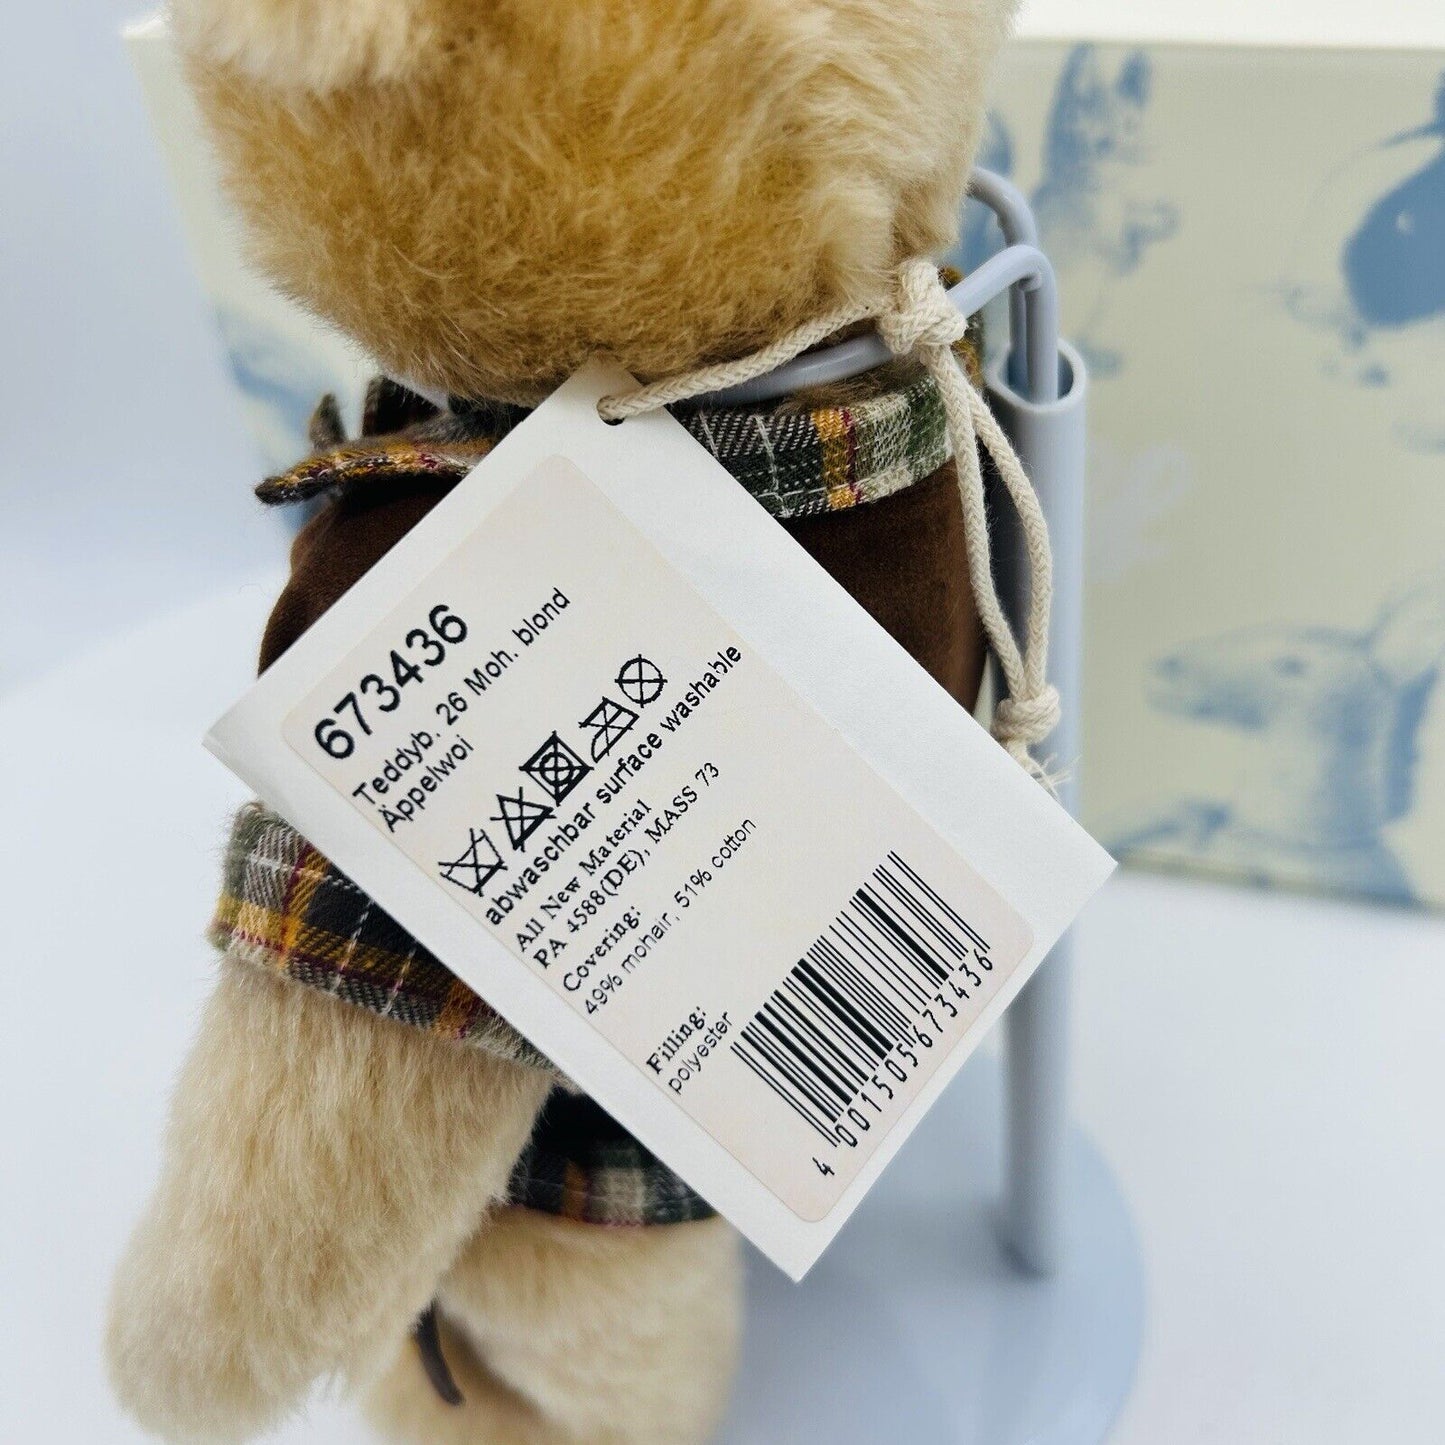 673436
Teddyb. 26 Moh. blond
Äppelwoi
abwaschbar surface washable
All New Material
PA 4588(DE), MASS 73
Covering:
49% mohair, 51% cotton
Filling:
polyester
4 001505 673436